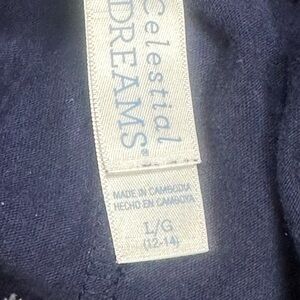 Celestial
DREAMS®
MADE IN CAMBODIA
HECHO EN CAMBOYA
L/G
(12-14)